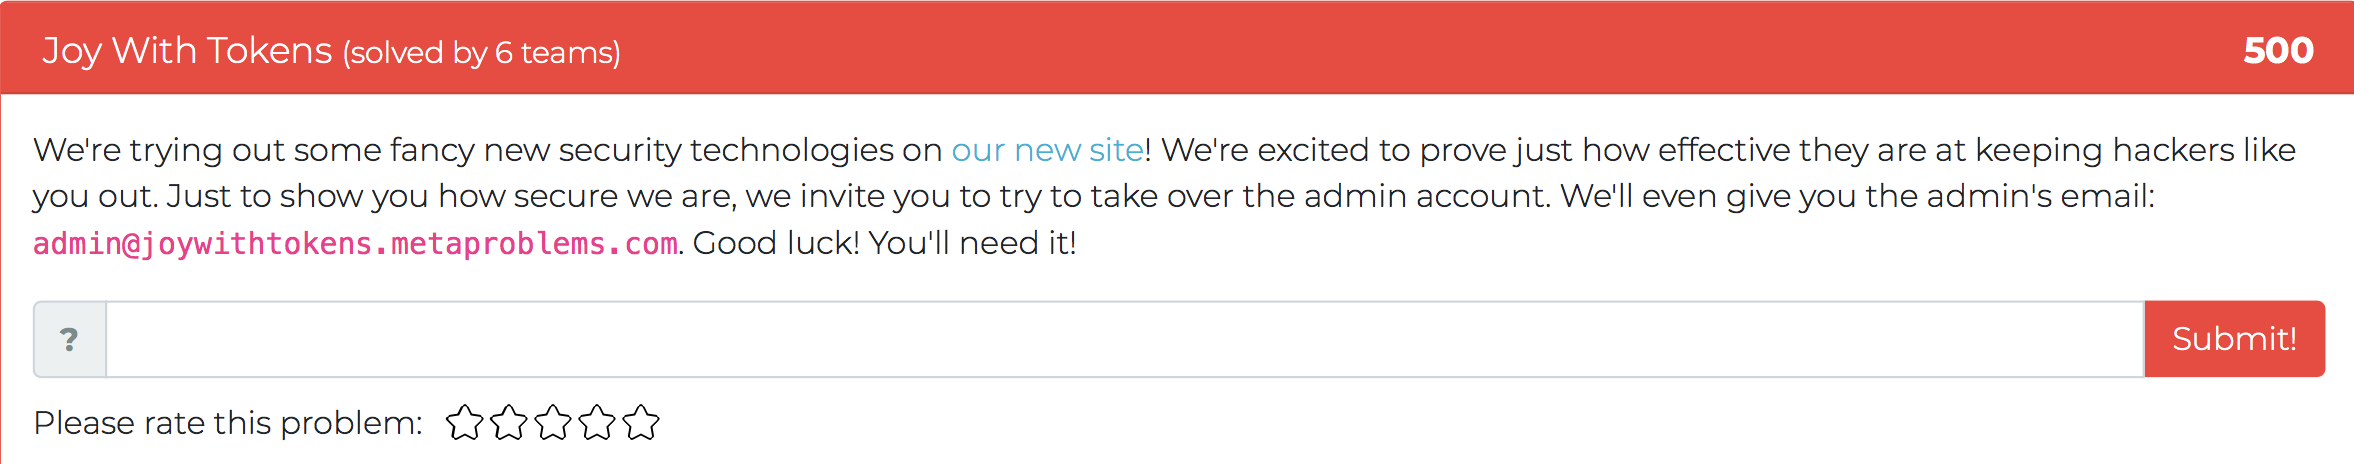 Joy With Tokens (solved by 6 teams) 500
We're trying out some fancy new security technologies on our new site! We're excited to prove just how effective they are at keeping hackers like
you out. Just to show you how secure we are, we invite you to try to take over the admin account. We'll even give you the admin's email:
admin@joywithtokens.metaproblems.com. Good luck! You'll need it!
? Submit!
Please rate this problem: